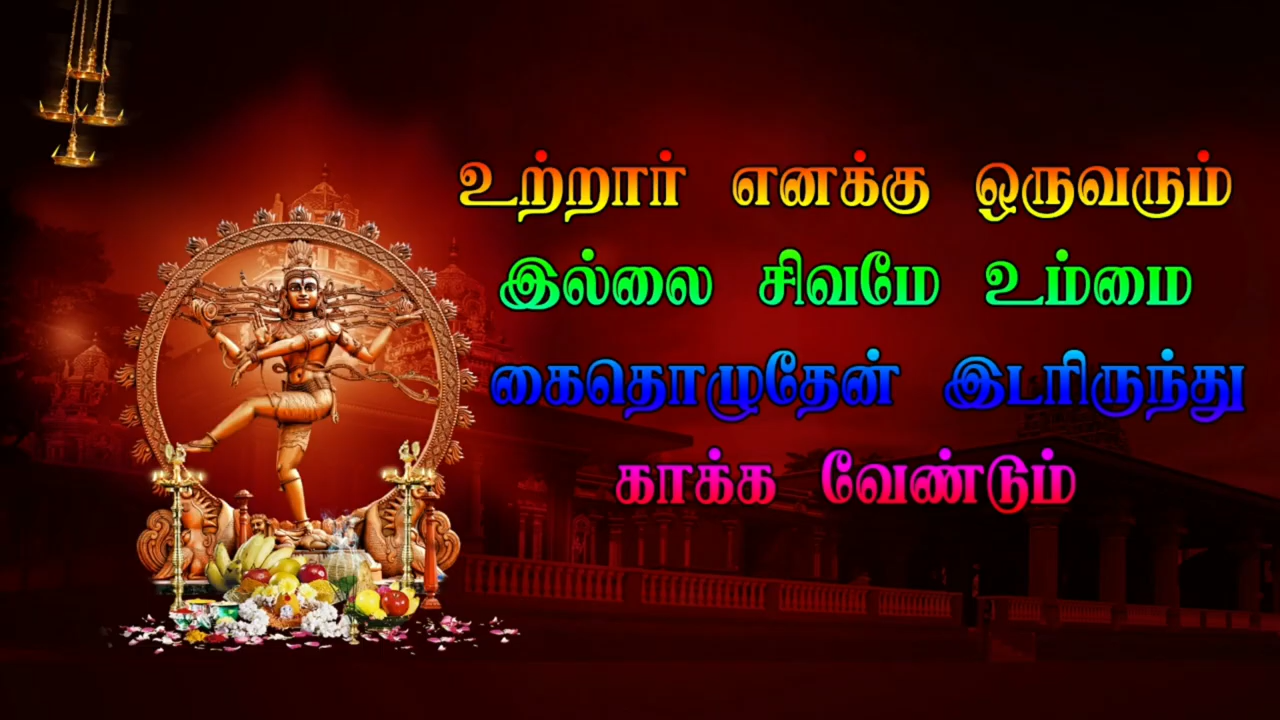 உற்றார் எனக்கு ஒருவரும்
இல்லை சிவமே உம்மை
கைதொழுதேன் இடரிருந்து
காக்க வேண்டும்